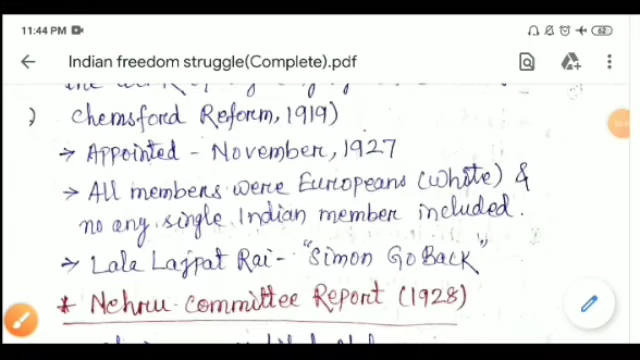 11:44 PM
62
Indian freedom struggle(Complete).pdf
chemsford Reform, 1919)
→ Appointed - November, 1927
→ All members were Europeans (white) &
no any single Indian member included.
→ Lala Lajpat Rai - "Simon Go Back"
* Nehru Committee Report (1928)